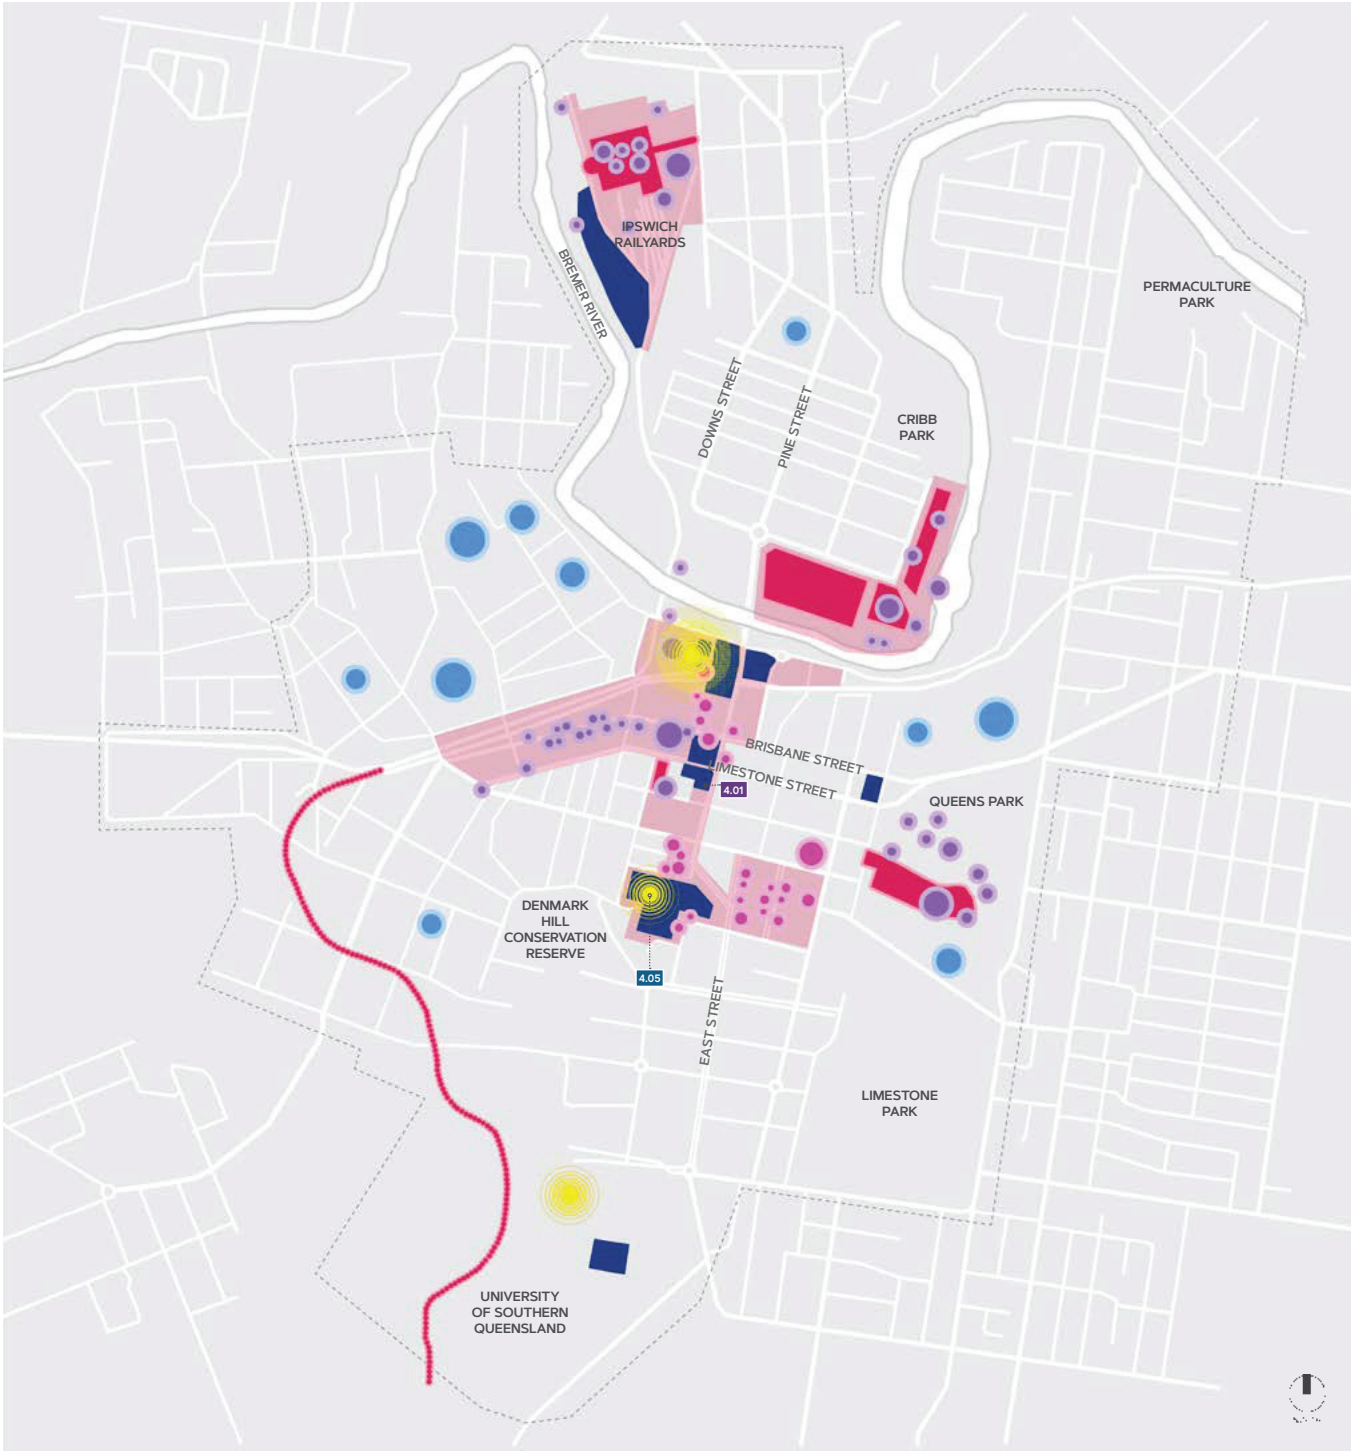 IPSWICH
RAILYARDS
BREMER RIVER
PERMACULTURE
PARK
DOWNS STREET
PINE STREET
CRIBB
PARK
BRISBANE STREET
LIMESTONE STREET
4.01
QUEENS PARK
DENMARK
HILL
CONSERVATION
RESERVE
4.05
EAST STREET
LIMESTONE
PARK
UNIVERSITY
OF SOUTHERN
QUEENSLAND